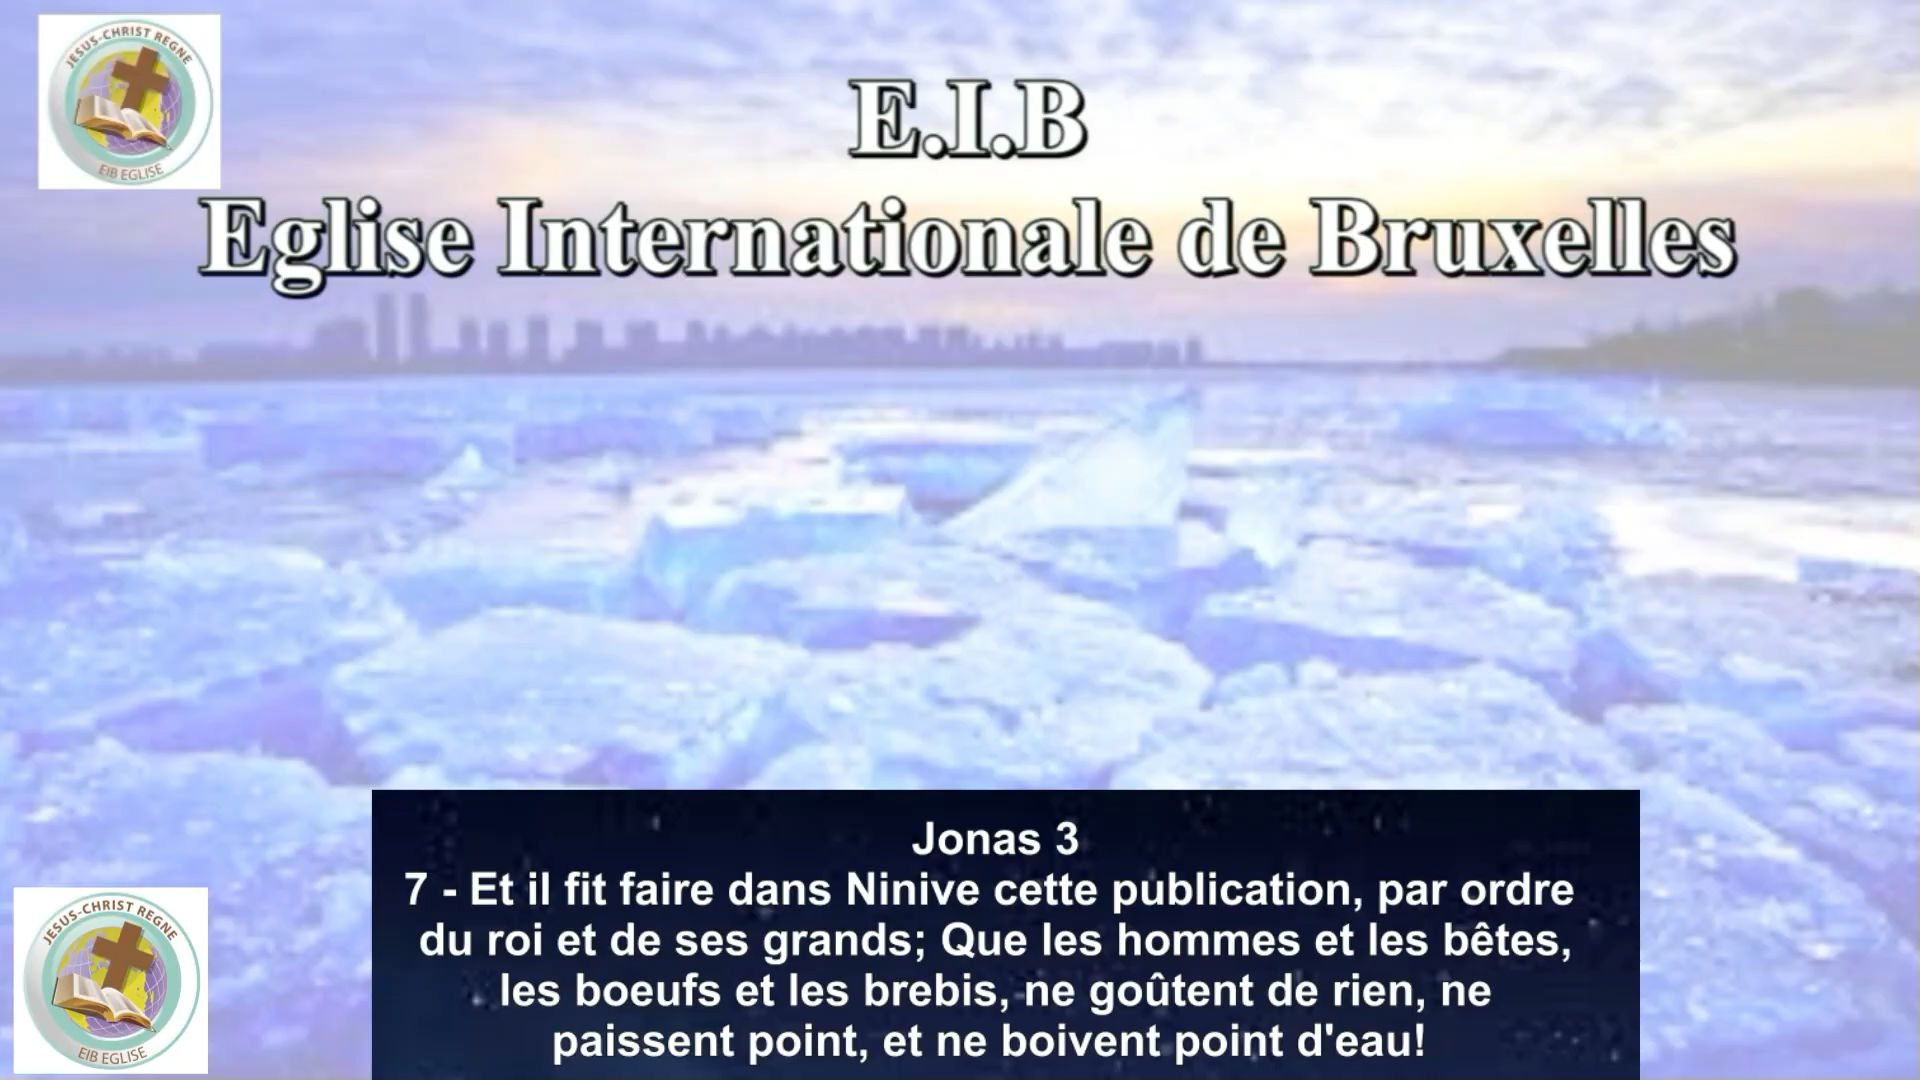 JESUS-CHRIST REGNE
EIB EGLISE
E.I.B
Eglise Internationale de Bruxelles
Jonas 3
7 - Et il fit faire dans Ninive cette publication, par ordre
du roi et de ses grands; Que les hommes et les bêtes,
les boeufs et les brebis, ne goûtent de rien, ne
paissent point, et ne boivent point d'eau!
JESUS-CHRIST REGNE
EIB EGLISE